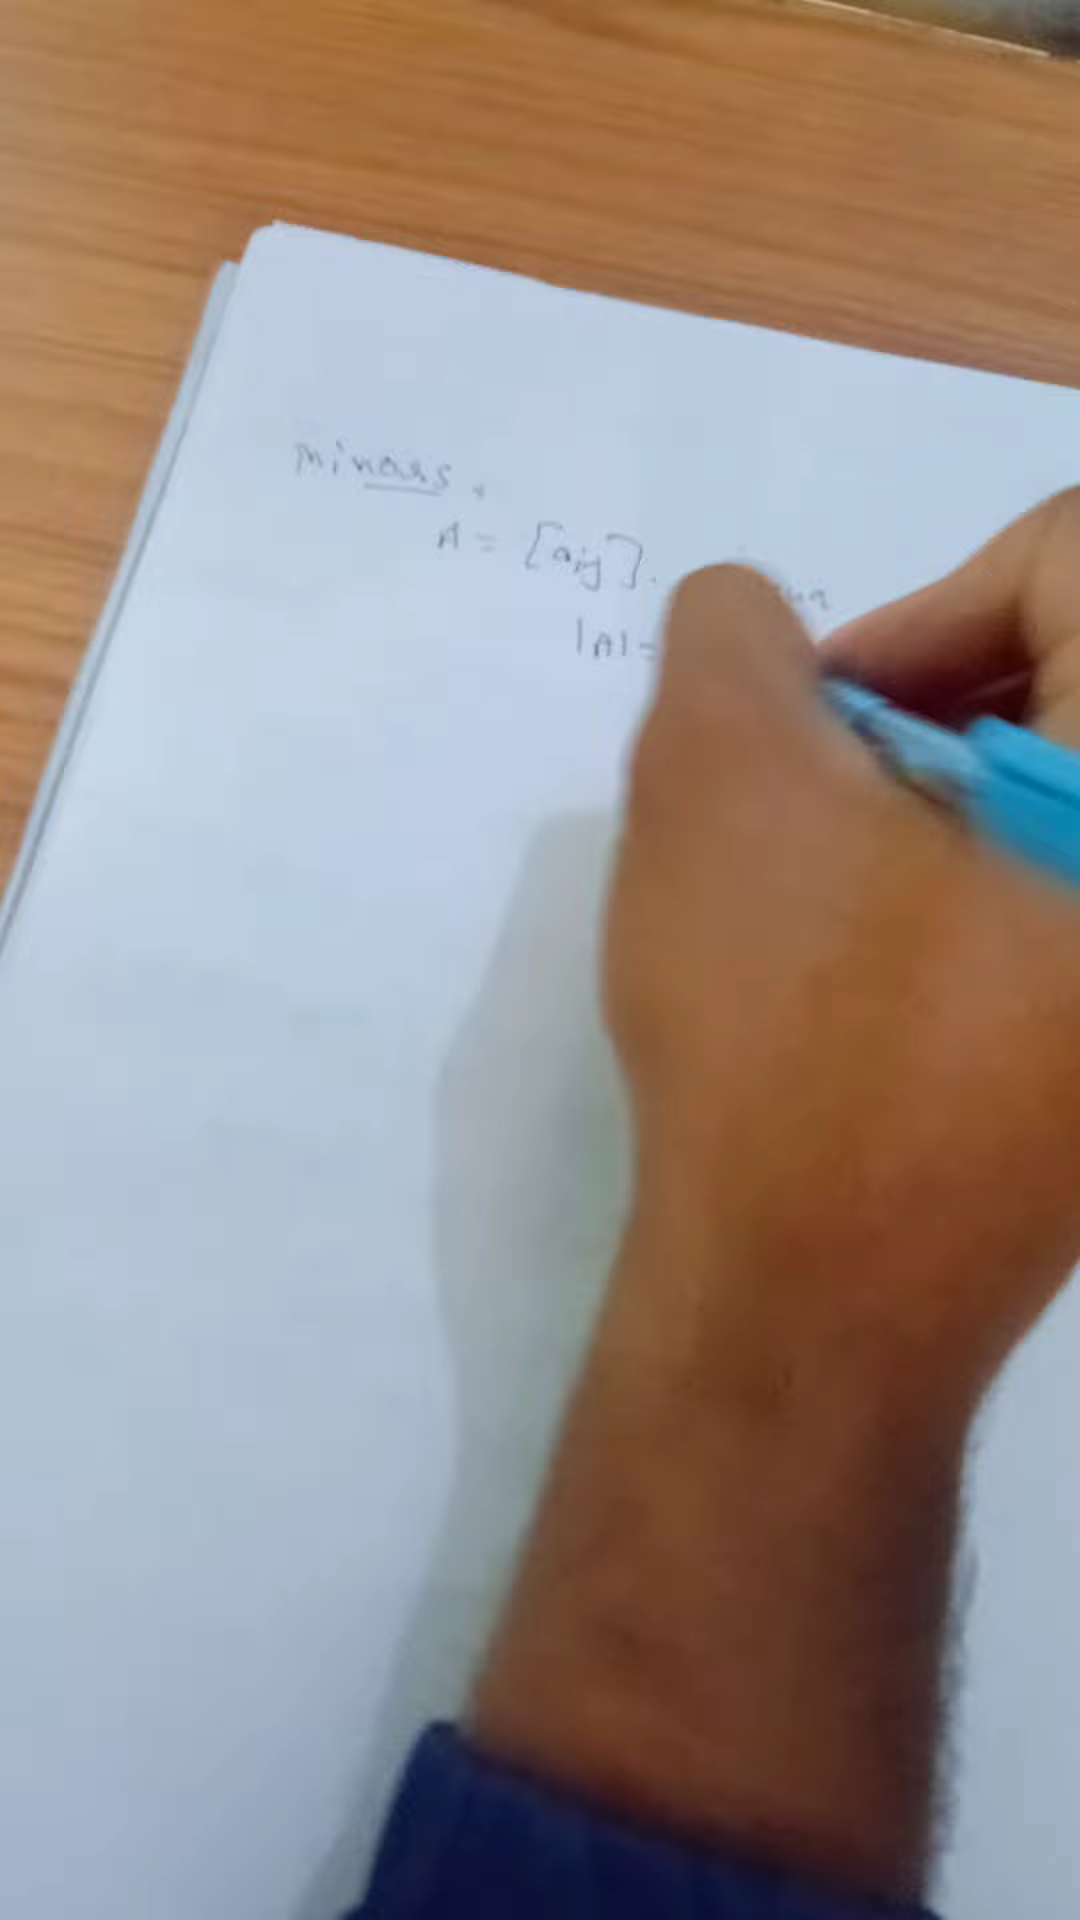 Minors.
A = [aij].
|A| =